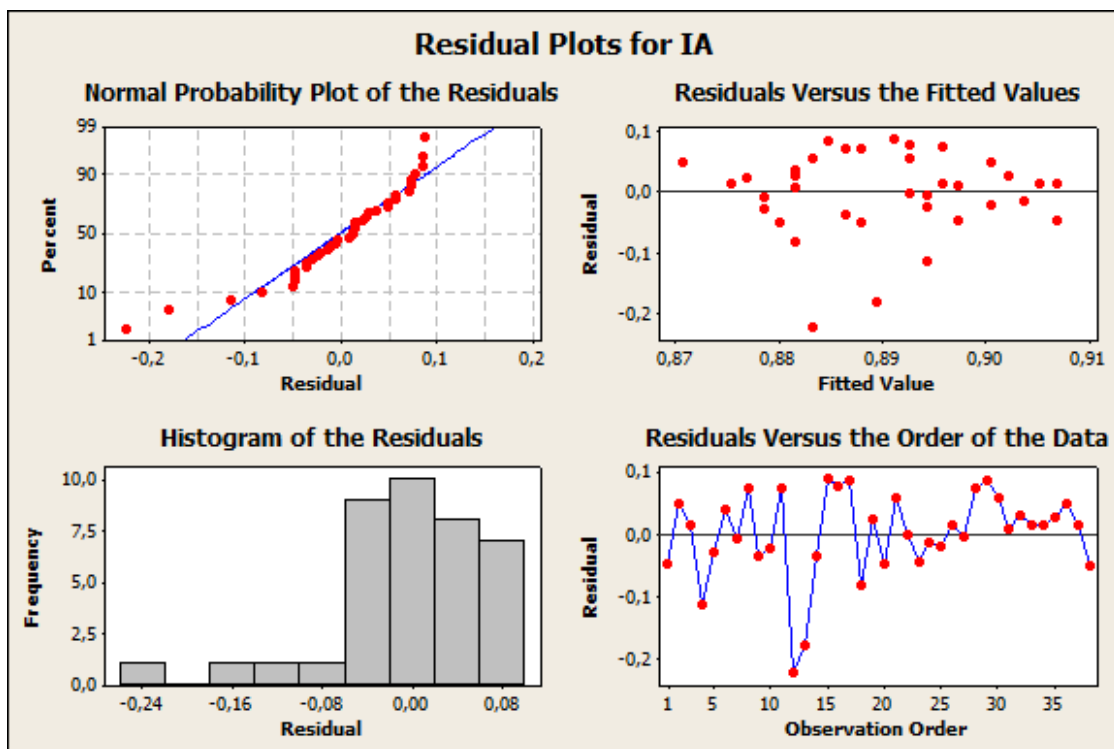 Residual Plots for IA
Normal Probability Plot of the Residuals
99
90
50
10
1
Percent
-0,2 -0,1 0,0 0,1 0,2
Residual
Residuals Versus the Fitted Values
0,1
0,0
-0,1
-0,2
Residual
0,87 0,88 0,89 0,90 0,91
Fitted Value
Histogram of the Residuals
10,0
7,5
5,0
2,5
0,0
Frequency
-0,24 -0,16 -0,08 0,00 0,08
Residual
Residuals Versus the Order of the Data
0,1
0,0
-0,1
-0,2
Residual
1 5 10 15 20 25 30 35
Observation Order